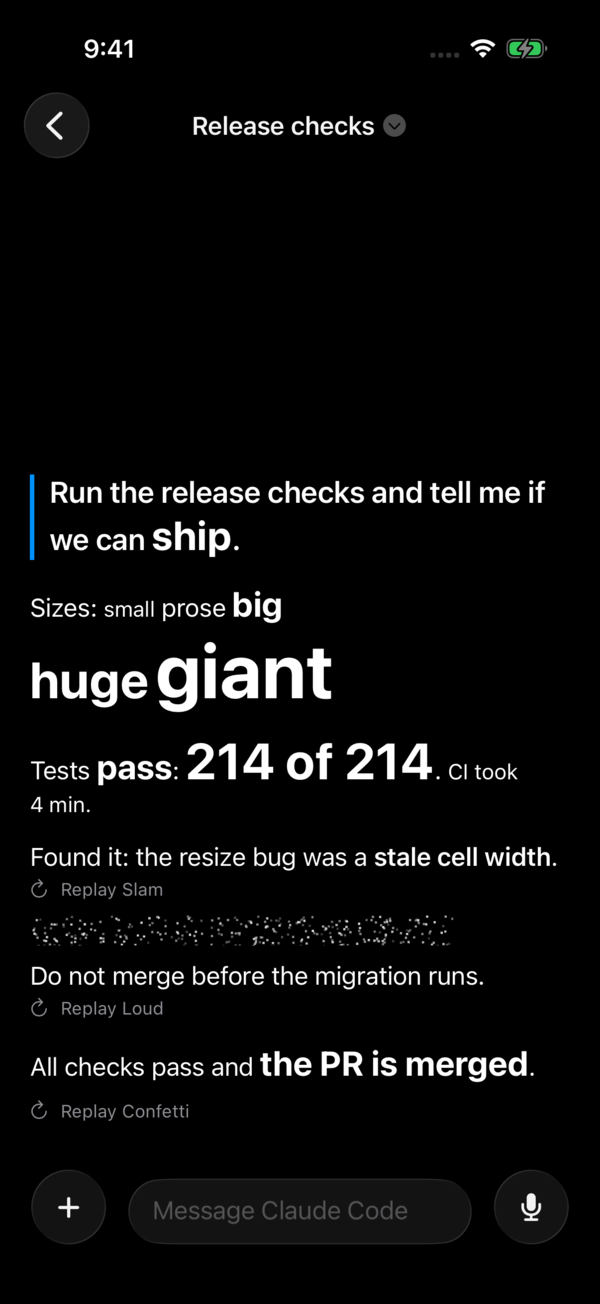 9:41
Release checks
Run the release checks and tell me if
we can ship.
Sizes: small prose big
huge giant
Tests pass: 214 of 214. CI took
4 min.
Found it: the resize bug was a stale cell width.
Replay Slam
Do not merge before the migration runs.
Replay Loud
All checks pass and the PR is merged.
Replay Confetti
Message Claude Code